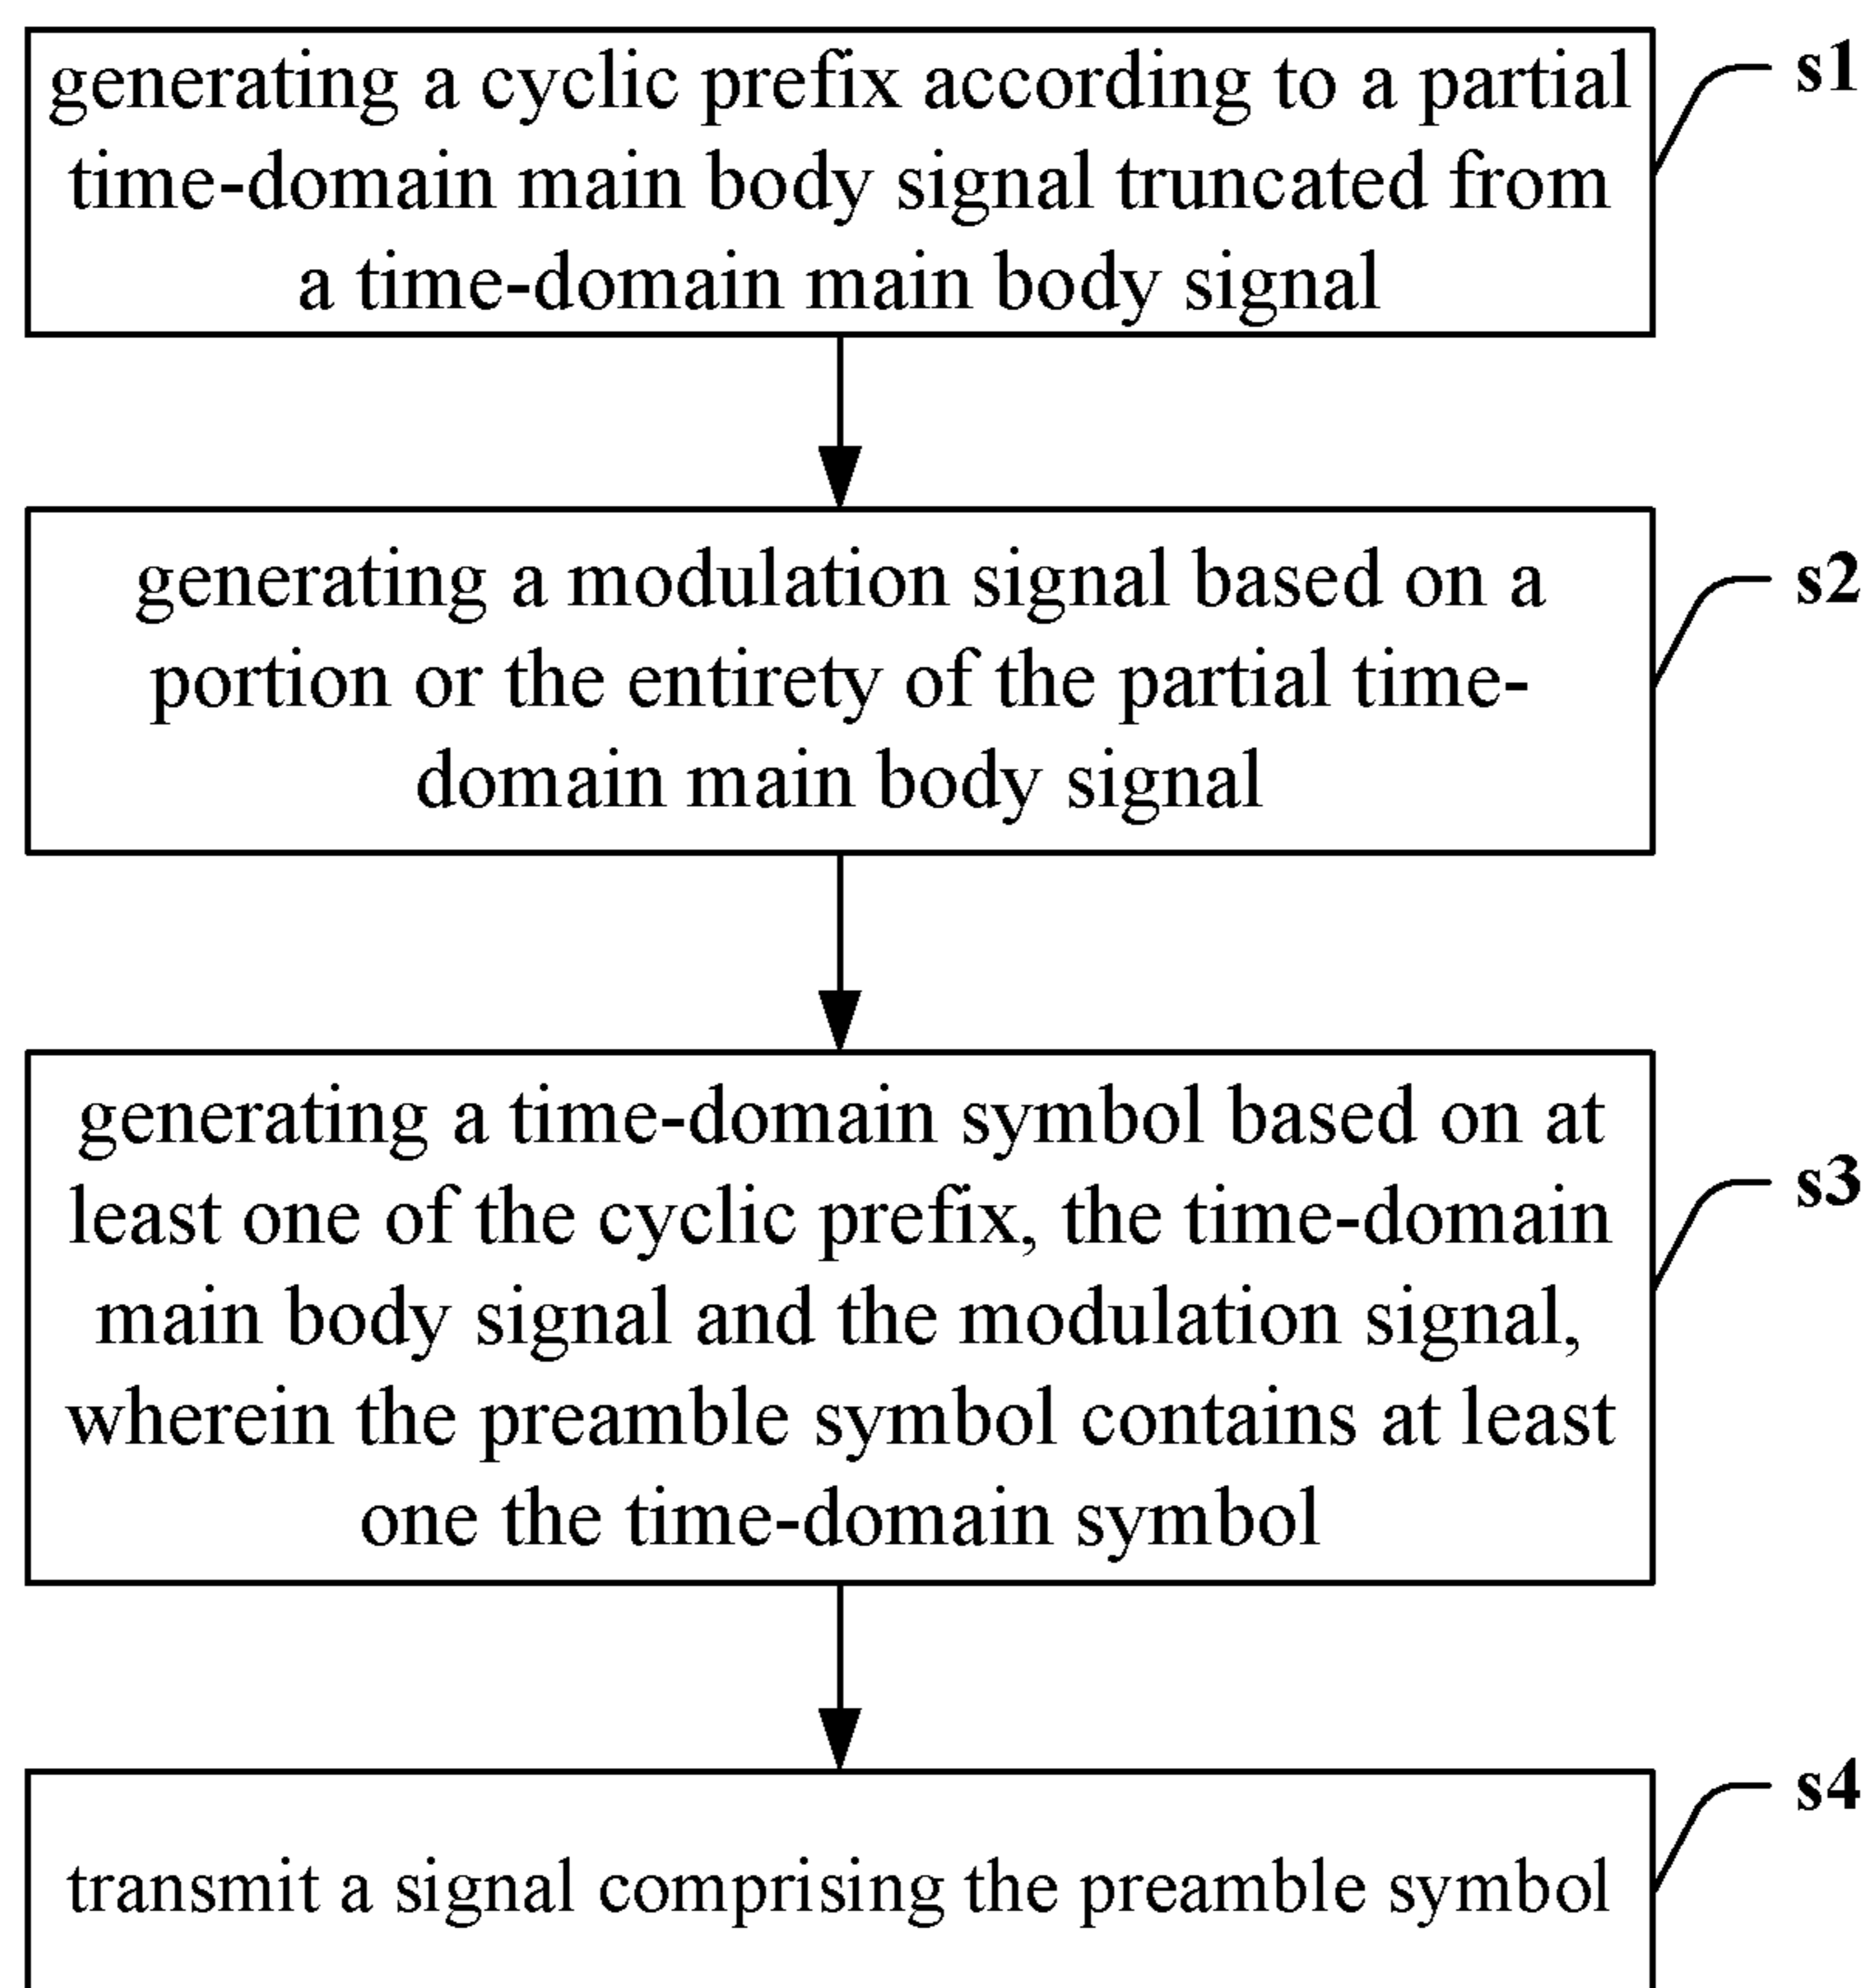 generating a cyclic prefix according to a partial
time-domain main body signal truncated from
a time-domain main body signal
s1
generating a modulation signal based on a
portion or the entirety of the partial time-
domain main body signal
s2
generating a time-domain symbol based on at
least one of the cyclic prefix, the time-domain
main body signal and the modulation signal,
wherein the preamble symbol contains at least
one the time-domain symbol
s3
transmit a signal comprising the preamble symbol
s4